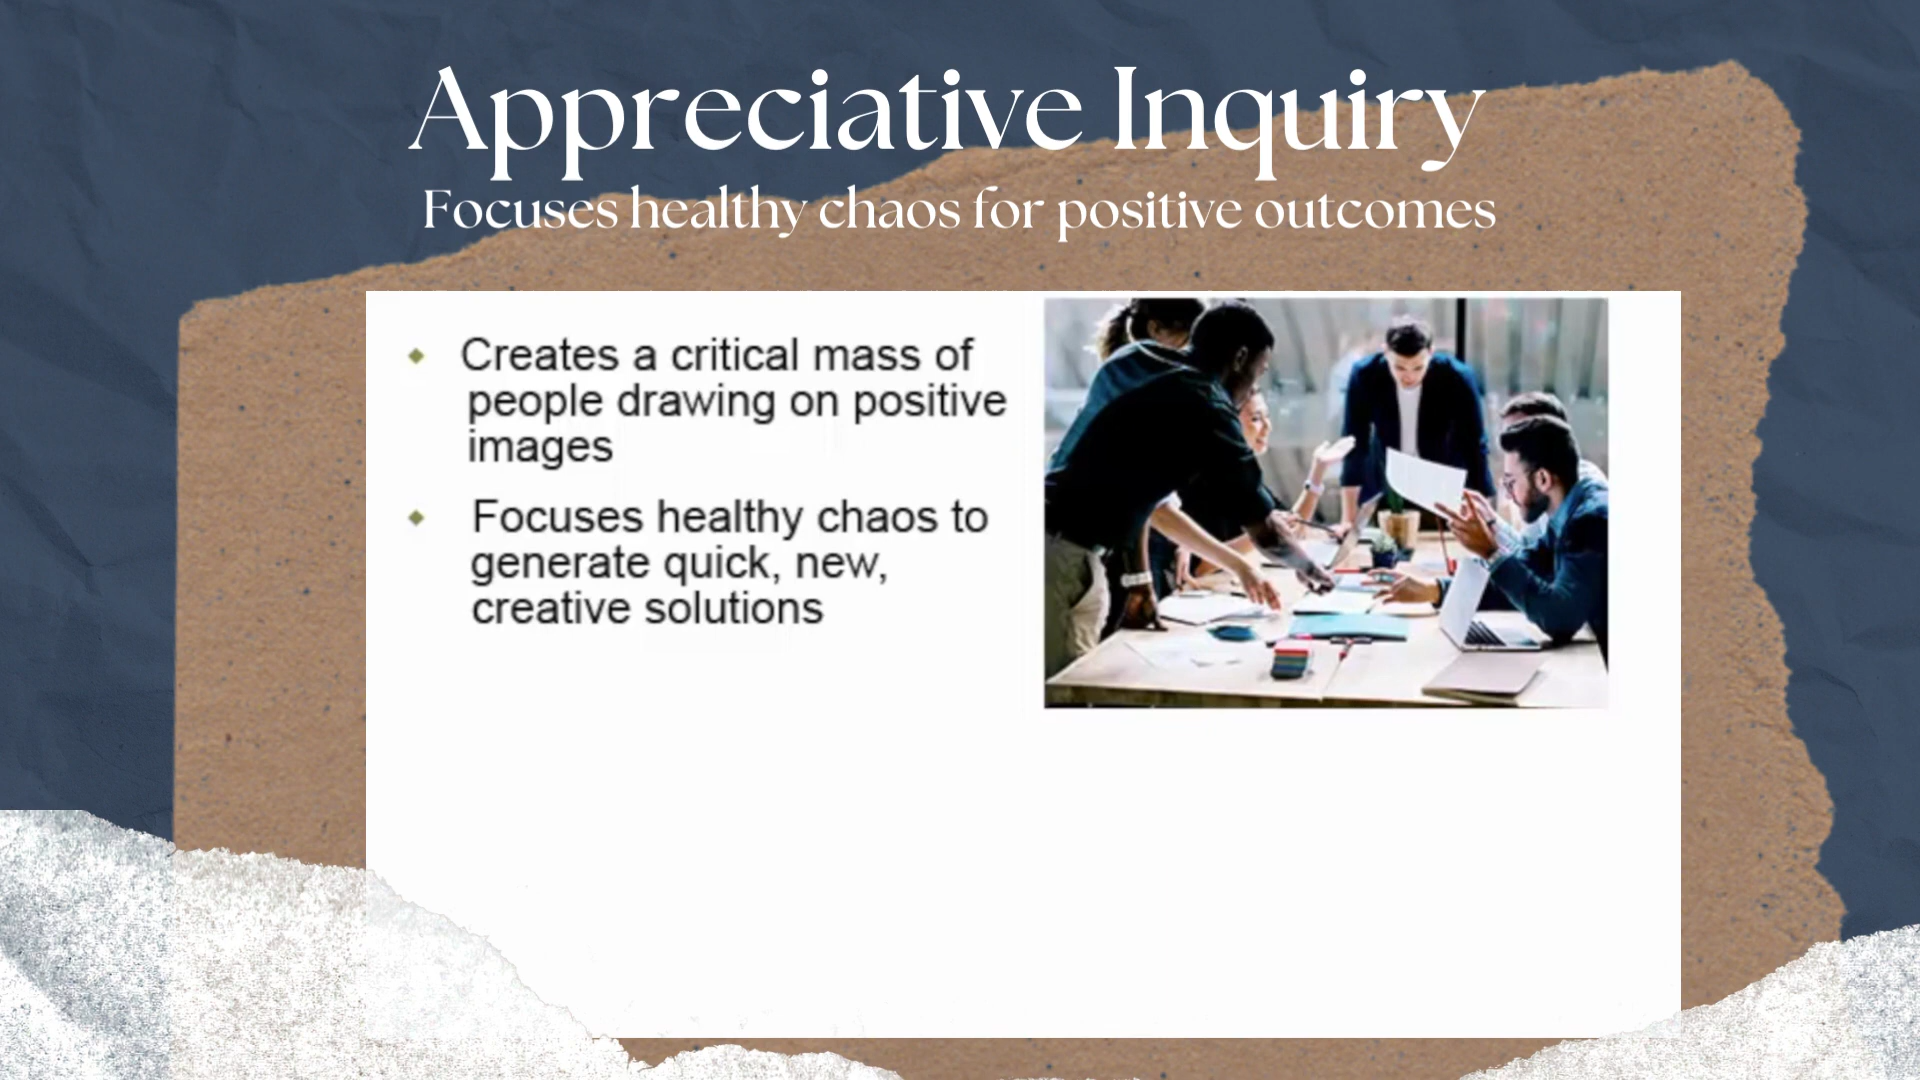 Appreciative Inquiry
Focuses healthy chaos for positive outcomes
Creates a critical mass of
people drawing on positive
images
Focuses healthy chaos to
generate quick, new,
creative solutions